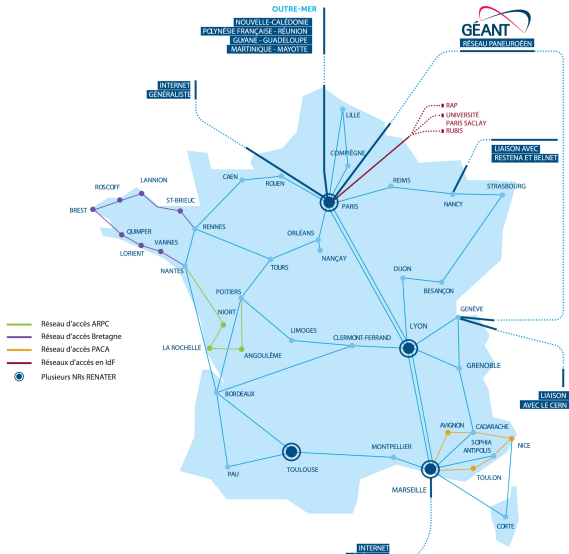 OUTRE-MER
NOUVELLE-CALÉDONIE
POLYNÉSIE FRANÇAISE - RÉUNION
GUYANE - GUADELOUPE
MARTINIQUE - MAYOTTE
GÉANT
RÉSEAU PANEUROÉEN
INTERNET
GÉNÉRALISTE
RAP
UNIVERSITÉ
PARIS SACLAY
RUBIS
LIAISON AVEC
RESTENA ET BELNET
LILLE
COMPIÈGNE
CAEN
ROUEN
REIMS
PARIS
NANCY
STRASBOURG
LANNION
ROSCOFF
ST-BRIEUC
BREST
QUIMPER
RENNES
LORIENT
VANNES
NANTES
ORLÉANS
NANÇAY
TOURS
DIJON
BESANÇON
POITIERS
NIORT
LIMOGES
CLERMONT-FERRAND
LYON
GENÈVE
LA ROCHELLE
ANGOULÊME
GRENOBLE
Réseau d'accès ARPC
Réseau d'accès Bretagne
Réseau d'accès PACA
Réseaux d'accès en IdF
Plusieurs NRs RENATER
LIAISON
AVEC LE CERN
BORDEAUX
AVIGNON
CADARACHE
SOPHIA
ANTIPOLIS
NICE
MONTPELLIER
TOULOUSE
PAU
TOULON
MARSEILLE
CORTE
INTERNET